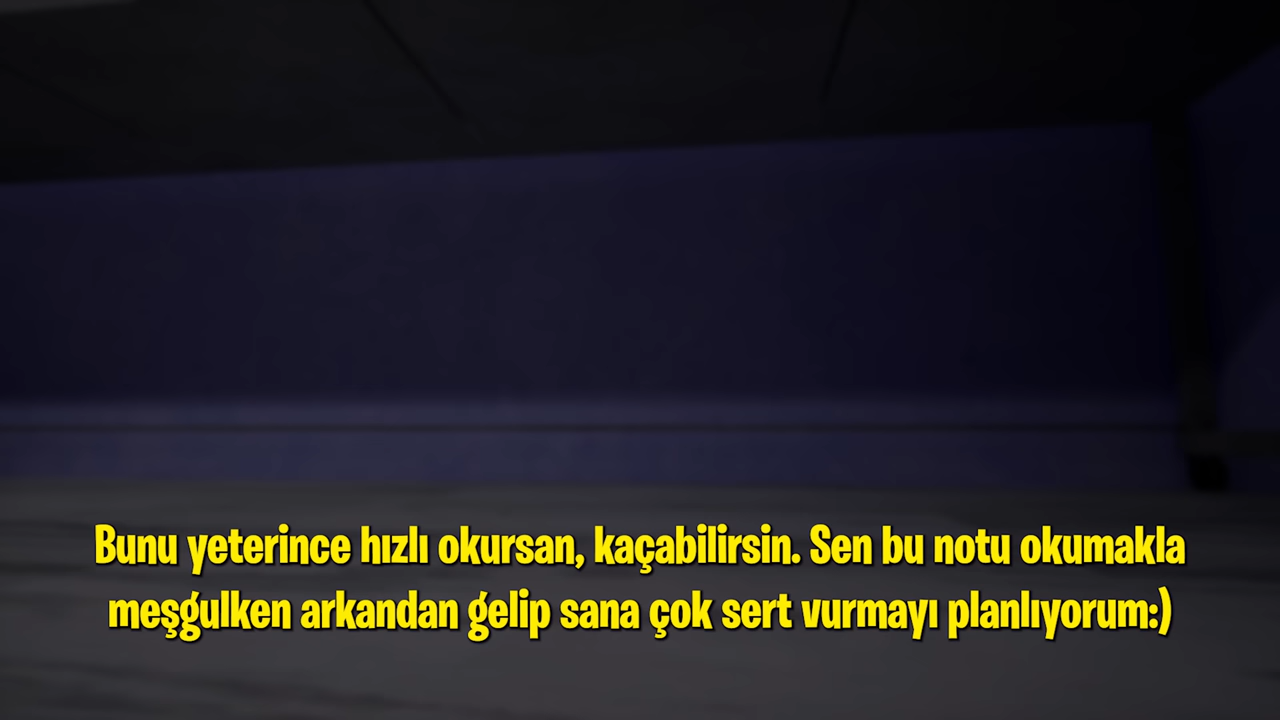 Bunu yeterince hızlı okursan, kaçabilirsin. Sen bu notu okumakla
meşgulken arkandan gelip sana çok sert vurmayı planlıyorum:)